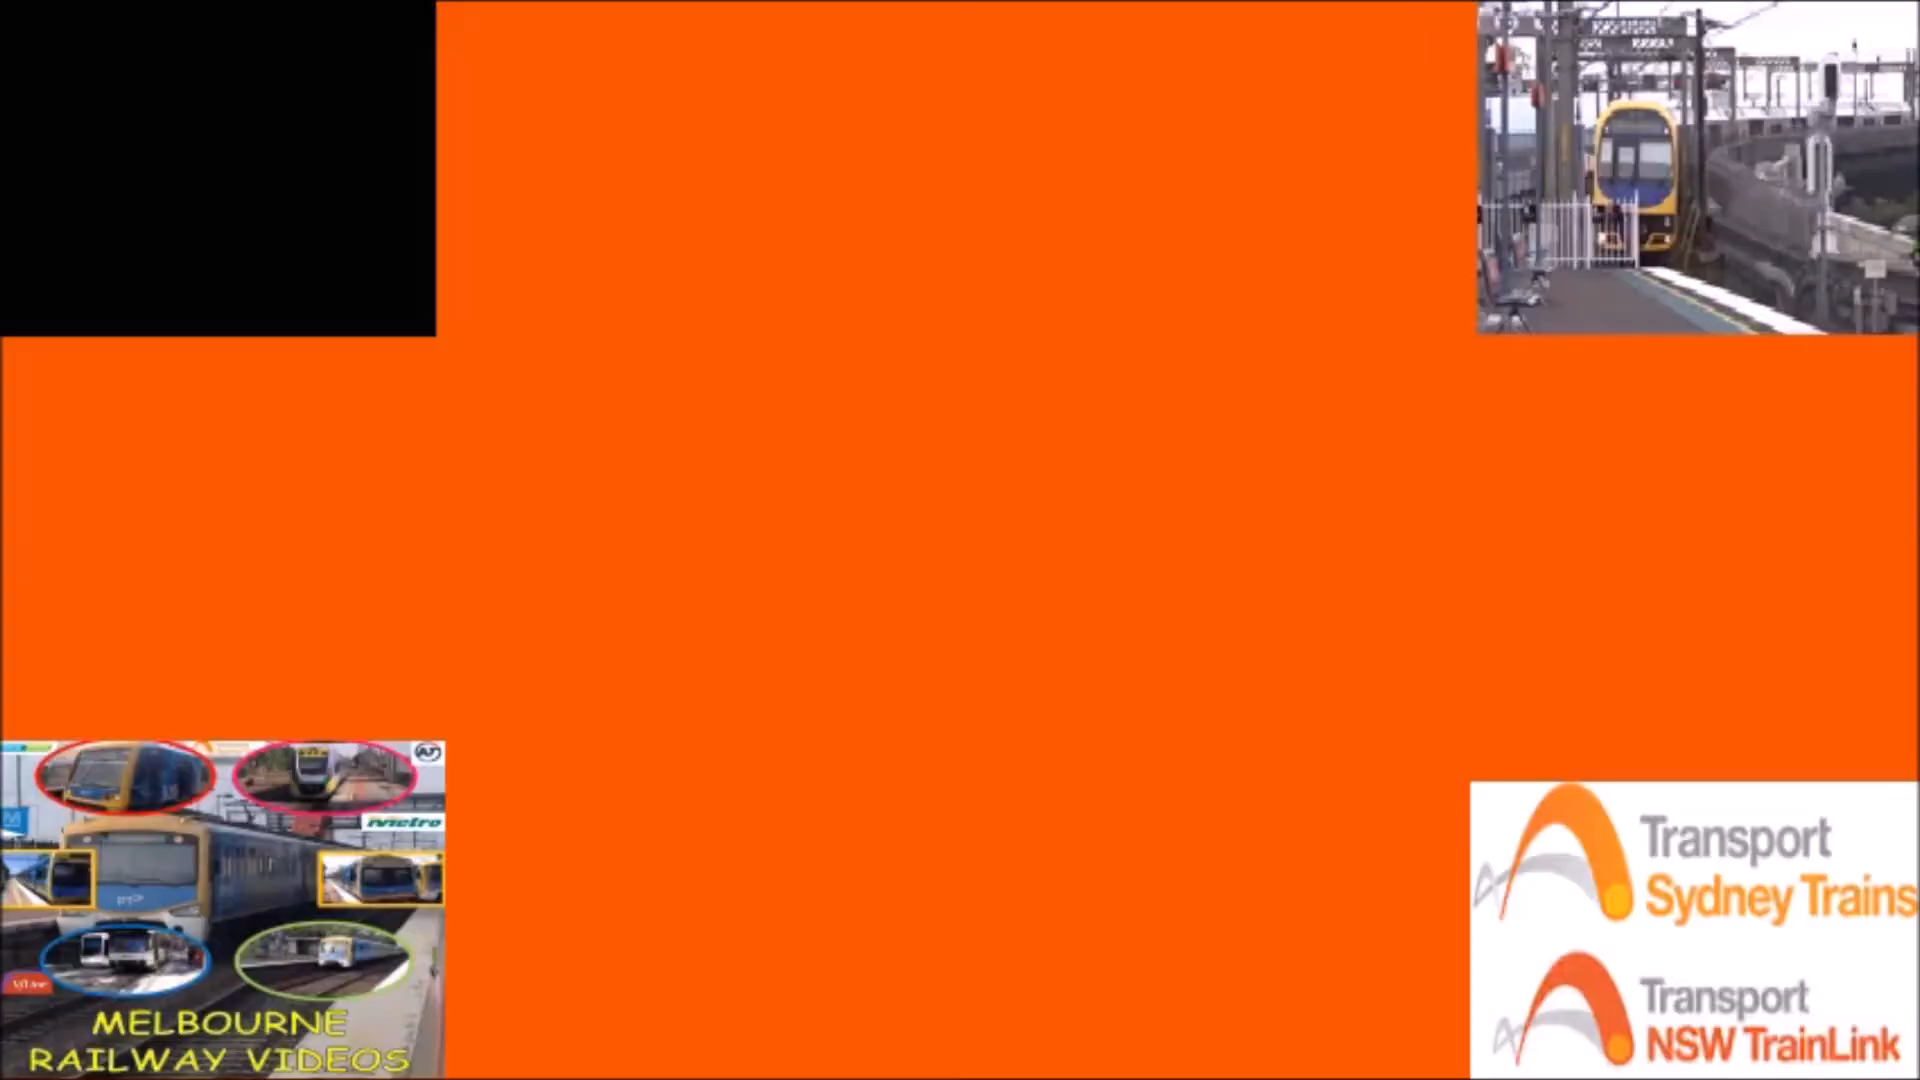 metro
MELBOURNE
RAILWAY VIDEOS
Transport
Sydney Trains
Transport
NSW TrainLink